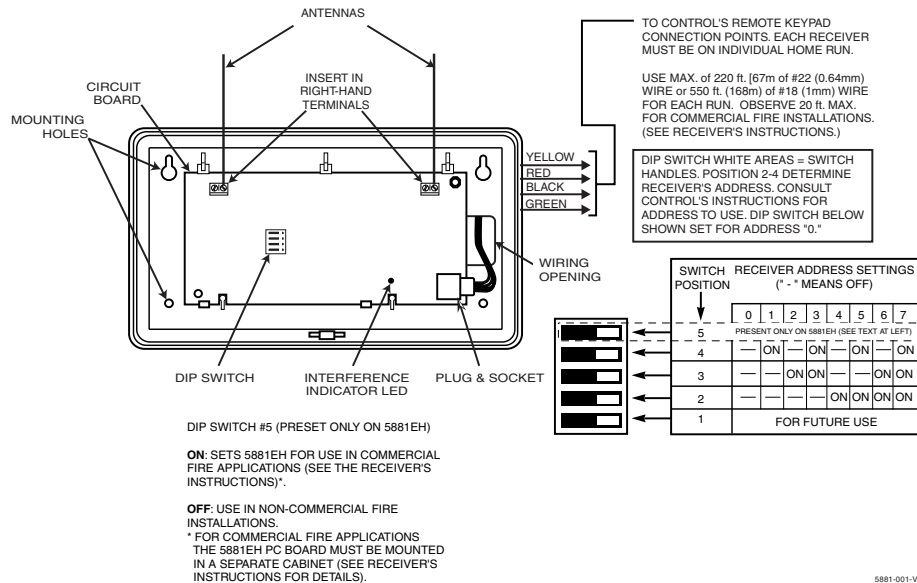 ANTENNAS
TO CONTROL'S REMOTE KEYPAD
CONNECTION POINTS. EACH RECEIVER
MUST BE ON INDIVIDUAL HOME RUN.
USE MAX. of 220 ft. [67m of #22 (0.64mm)
WIRE or 550 ft. (168m) of #18 (1mm) WIRE
FOR EACH RUN. OBSERVE 20 ft. MAX.
FOR COMMERCIAL FIRE INSTALLATIONS.
(SEE RECEIVER'S INSTRUCTIONS.)
CIRCUIT
BOARD
INSERT IN
RIGHT-HAND
TERMINALS
MOUNTING
HOLES
YELLOW
RED
BLACK
GREEN
DIP SWITCH WHITE AREAS = SWITCH
HANDLES. POSITION 2-4 DETERMINE
RECEIVER'S ADDRESS. CONSULT
CONTROL'S INSTRUCTIONS FOR
ADDRESS TO USE. DIP SWITCH BELOW
SHOWN SET FOR ADDRESS "0."
WIRING
OPENING
SWITCH
POSITION
RECEIVER ADDRESS SETTINGS
(" - " MEANS OFF)
0 1 2 3 4 5 6 7
5 PRESENT ONLY ON 5881EH (SEE TEXT AT LEFT)
4 — ON — ON — ON — ON
3 — — ON ON — — ON ON
2 — — — — ON ON ON ON
1 FOR FUTURE USE
DIP SWITCH
INTERFERENCE
INDICATOR LED
PLUG & SOCKET
DIP SWITCH #5 (PRESET ONLY ON 5881EH)
ON: SETS 5881EH FOR USE IN COMMERCIAL
FIRE APPLICATIONS (SEE THE RECEIVER'S
INSTRUCTIONS)*.
OFF: USE IN NON-COMMERCIAL FIRE
INSTALLATIONS.
* FOR COMMERCIAL FIRE APPLICATIONS
THE 5881EH PC BOARD MUST BE MOUNTED
IN A SEPARATE CABINET (SEE RECEIVER'S
INSTRUCTIONS FOR DETAILS).